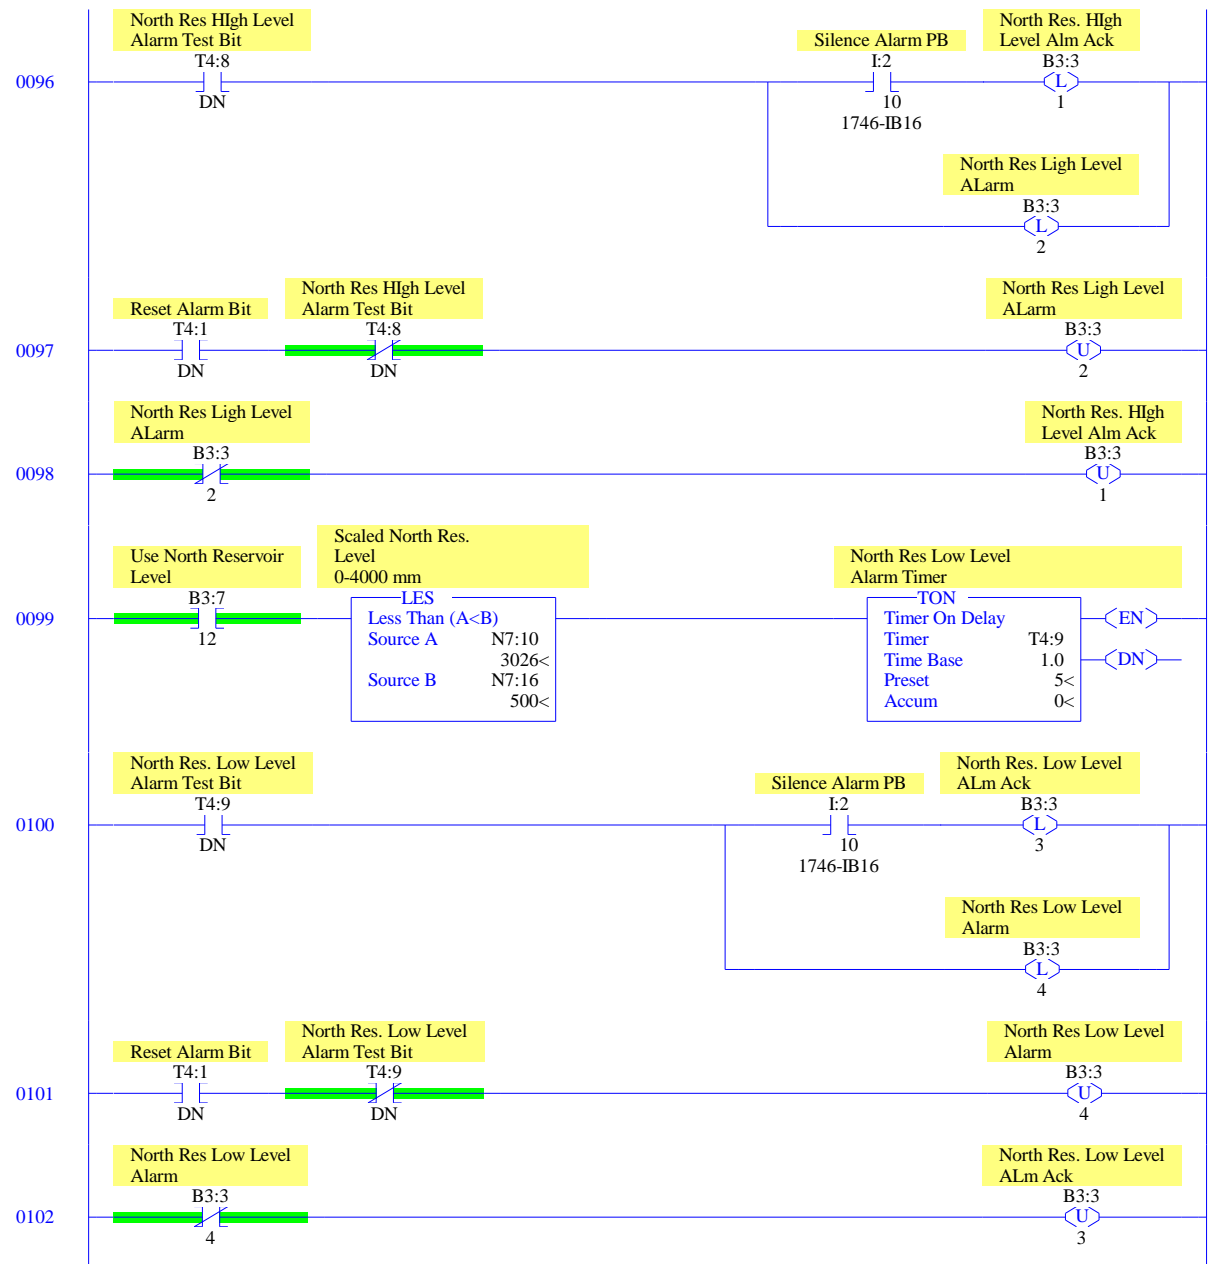 North Res HIgh Level
Alarm Test Bit
T4:8
DN
Silence Alarm PB
I:2
10
1746-IB16
North Res. HIgh
Level Alm Ack
B3:3
L
1
0096
North Res Ligh Level
ALarm
B3:3
L
2
Reset Alarm Bit
T4:1
DN
North Res HIgh Level
Alarm Test Bit
T4:8
DN
North Res Ligh Level
ALarm
B3:3
U
2
0097
North Res Ligh Level
ALarm
B3:3
2
North Res. HIgh
Level Alm Ack
B3:3
U
1
0098
Use North Reservoir
Level
B3:7
12
Scaled North Res.
Level
0-4000 mm
LES
Less Than (A<B)
Source A N7:10
3026<
Source B N7:16
500<
North Res Low Level
Alarm Timer
TON
Timer On Delay
Timer T4:9
Time Base 1.0
Preset 5<
Accum 0<
EN
DN
0099
North Res. Low Level
Alarm Test Bit
T4:9
DN
Silence Alarm PB
I:2
10
1746-IB16
North Res. Low Level
ALm Ack
B3:3
L
3
0100
North Res Low Level
Alarm
B3:3
L
4
Reset Alarm Bit
T4:1
DN
North Res. Low Level
Alarm Test Bit
T4:9
DN
North Res Low Level
Alarm
B3:3
U
4
0101
North Res Low Level
Alarm
B3:3
4
North Res. Low Level
ALm Ack
B3:3
U
3
0102